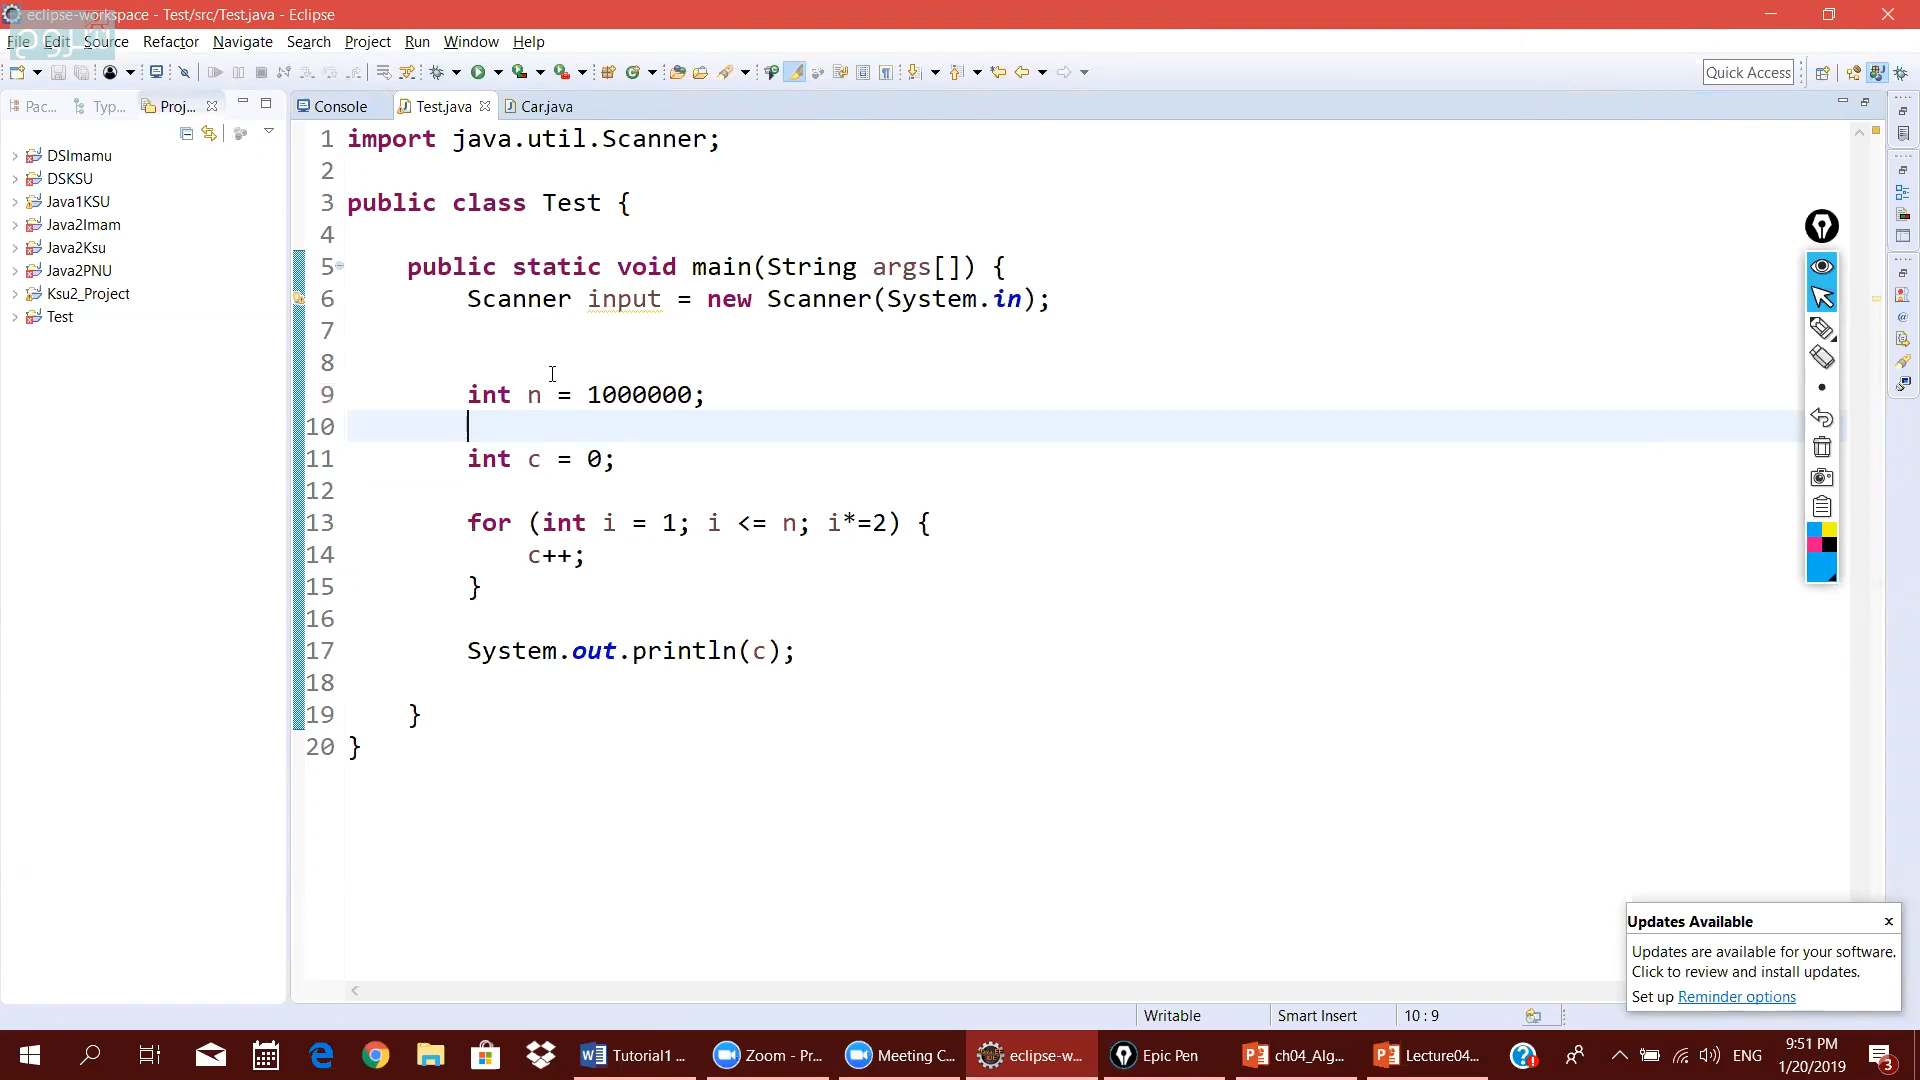 eclipse-workspace - Test/src/Test.java - Eclipse
File Edit Source Refactor Navigate Search Project Run Window Help
Quick Access
Pac... Typ... Proj...
Console Test.java Car.java
DSImamu
DSKSU
Java1KSU
Java2Imam
Java2Ksu
Java2PNU
Ksu2_Project
Test
1 import java.util.Scanner;
2
3 public class Test {
4
5 public static void main(String args[]) {
6 Scanner input = new Scanner(System.in);
7
8
9 int n = 1000000;
10
11 int c = 0;
12
13 for (int i = 1; i <= n; i*=2) {
14 c++;
15 }
16
17 System.out.println(c);
18
19 }
20 }
Updates Available
Updates are available for your software.
Click to review and install updates.
Set up Reminder options
Writable Smart Insert 10 : 9
Tutorial1 ... Zoom - Pr... Meeting C... eclipse-w... Epic Pen ch04_Alg... Lecture04... ENG
9:51 PM
1/20/2019
3